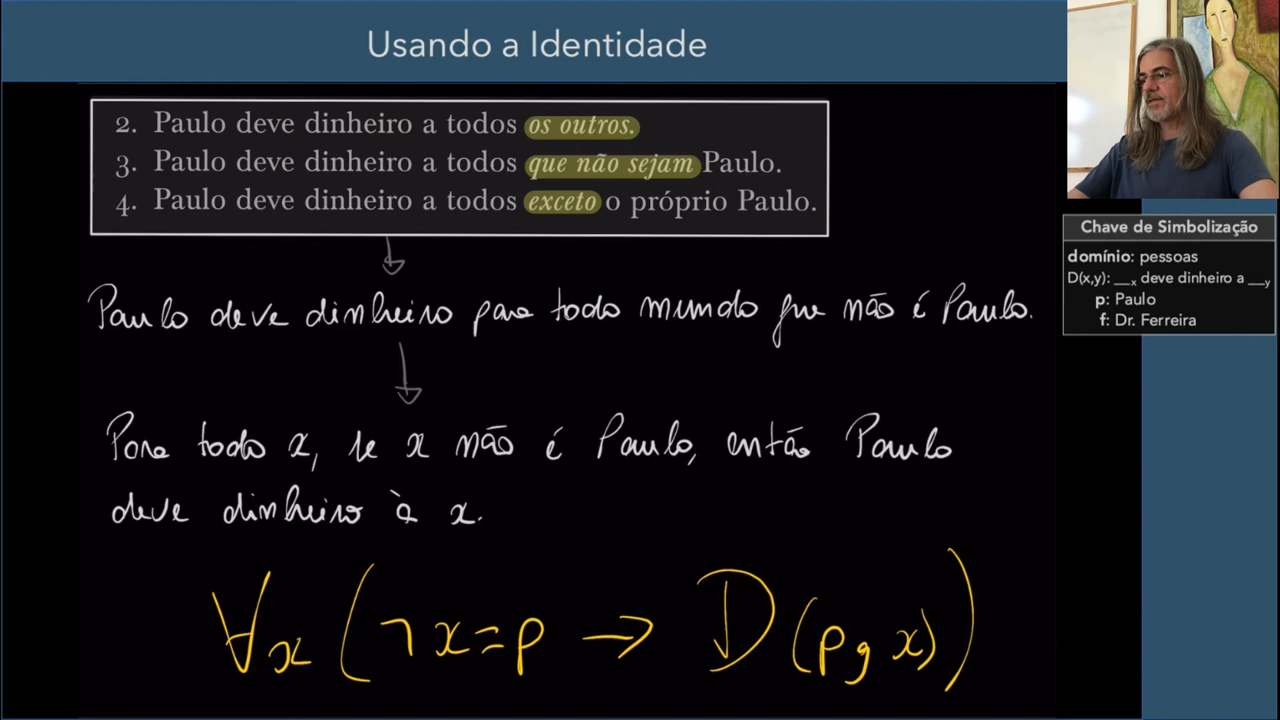 Usando a Identidade
2. Paulo deve dinheiro a todos os outros.
3. Paulo deve dinheiro a todos que não sejam Paulo.
4. Paulo deve dinheiro a todos exceto o próprio Paulo.
Paulo deve dinheiro para todo mundo que não é Paulo.
Para todo x, se x não é Paulo, então Paulo
deve dinheiro à x.
∀x (¬x=p → D(p,x))
Chave de Simbolização
domínio: pessoas
D(x,y): __x deve dinheiro a __y
p: Paulo
f: Dr. Ferreira